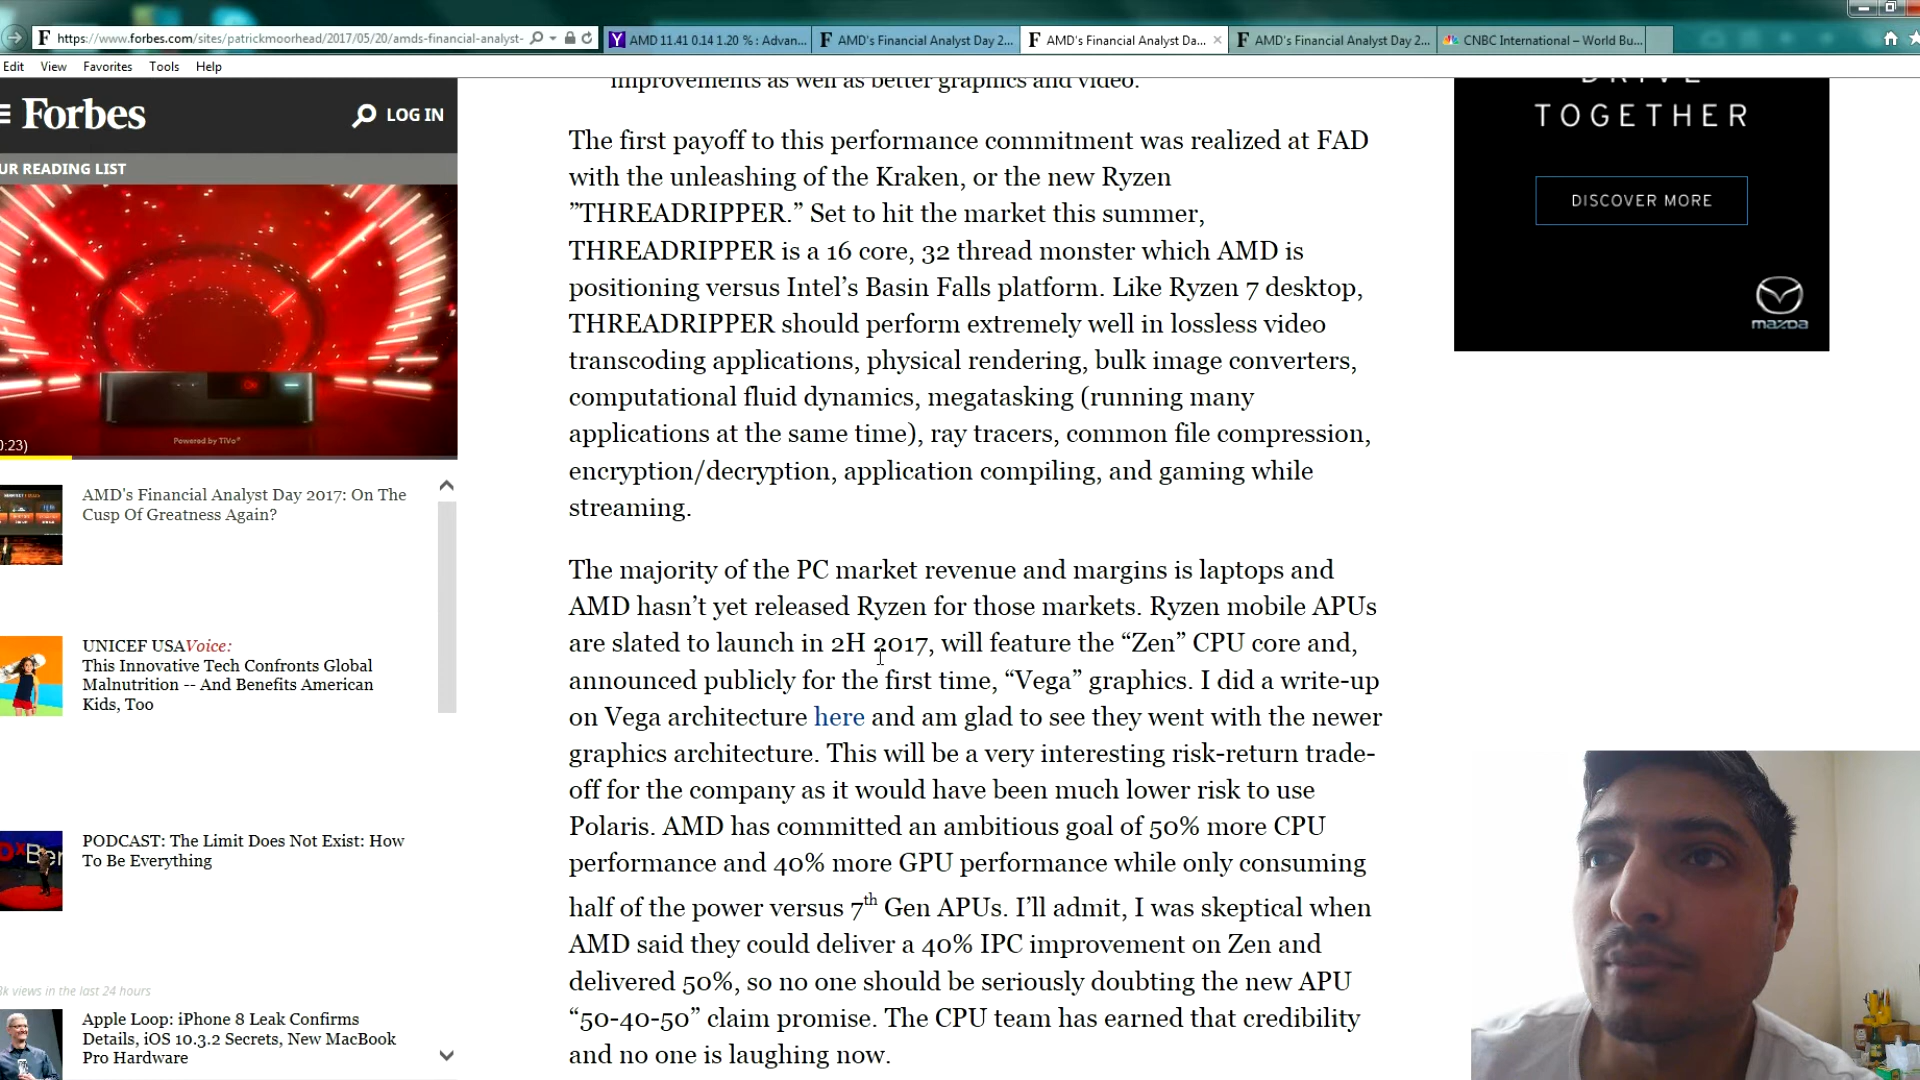 https://www.forbes.com/sites/patrickmoorhead/2017/05/20/amds-financial-analyst-
AMD 11.41 0.14 1.20 % : Advan...
AMD's Financial Analyst Day 2...
AMD's Financial Analyst Da...
AMD's Financial Analyst Day 2...
CNBC International – World Bu...
Edit View Favorites Tools Help
Forbes
LOG IN
UR READING LIST
Powered by TiVo®
0:23)
AMD's Financial Analyst Day 2017: On The
Cusp Of Greatness Again?
UNICEF USAVoice:
This Innovative Tech Confronts Global
Malnutrition -- And Benefits American
Kids, Too
PODCAST: The Limit Does Not Exist: How
To Be Everything
k views in the last 24 hours
Apple Loop: iPhone 8 Leak Confirms
Details, iOS 10.3.2 Secrets, New MacBook
Pro Hardware
improvements as well as better graphics and video.
The first payoff to this performance commitment was realized at FAD
with the unleashing of the Kraken, or the new Ryzen
”THREADRIPPER.” Set to hit the market this summer,
THREADRIPPER is a 16 core, 32 thread monster which AMD is
positioning versus Intel’s Basin Falls platform. Like Ryzen 7 desktop,
THREADRIPPER should perform extremely well in lossless video
transcoding applications, physical rendering, bulk image converters,
computational fluid dynamics, megatasking (running many
applications at the same time), ray tracers, common file compression,
encryption/decryption, application compiling, and gaming while
streaming.
The majority of the PC market revenue and margins is laptops and
AMD hasn’t yet released Ryzen for those markets. Ryzen mobile APUs
are slated to launch in 2H 2017, will feature the “Zen” CPU core and,
announced publicly for the first time, “Vega” graphics. I did a write-up
on Vega architecture here and am glad to see they went with the newer
graphics architecture. This will be a very interesting risk-return trade-
off for the company as it would have been much lower risk to use
Polaris. AMD has committed an ambitious goal of 50% more CPU
performance and 40% more GPU performance while only consuming
half of the power versus 7th Gen APUs. I’ll admit, I was skeptical when
AMD said they could deliver a 40% IPC improvement on Zen and
delivered 50%, so no one should be seriously doubting the new APU
“50-40-50” claim promise. The CPU team has earned that credibility
and no one is laughing now.
DRIVE
TOGETHER
DISCOVER MORE
mazda